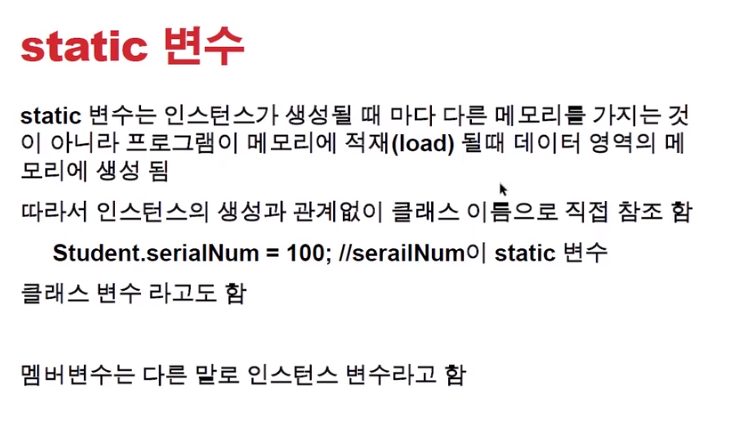 static 변수
static 변수는 인스턴스가 생성될 때 마다 다른 메모리를 가지는 것
이 아니라 프로그램이 메모리에 적재(load) 될때 데이터 영역의 메
모리에 생성 됨
따라서 인스턴스의 생성과 관계없이 클래스 이름으로 직접 참조 함
Student.serialNum = 100; //serailNum이 static 변수
클래스 변수 라고도 함
멤버변수는 다른 말로 인스턴스 변수라고 함